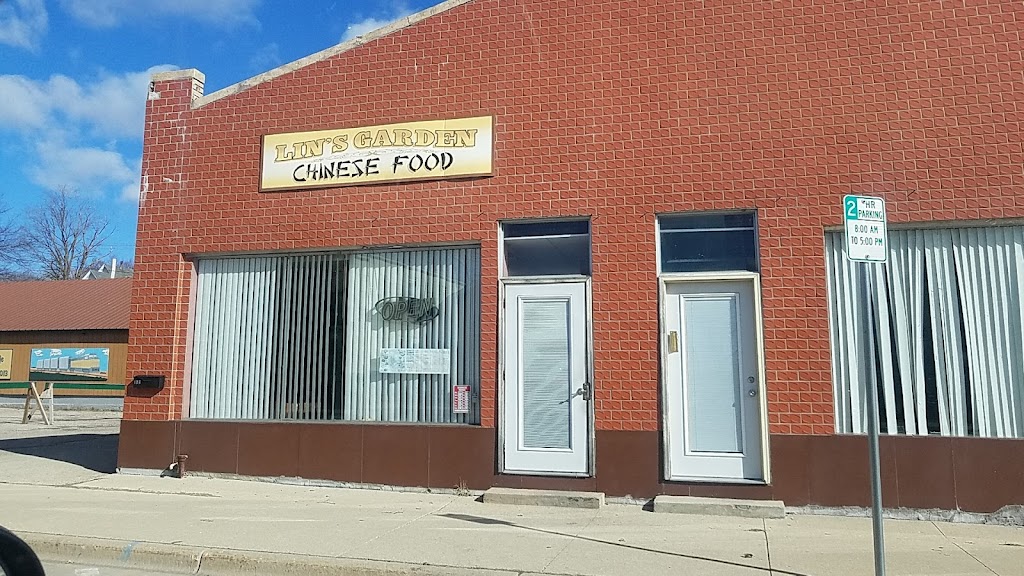 LIN'S GARDEN
CHINESE FOOD
OPEN
2 HR
PARKING
8:00 AM
TO 5:00 PM